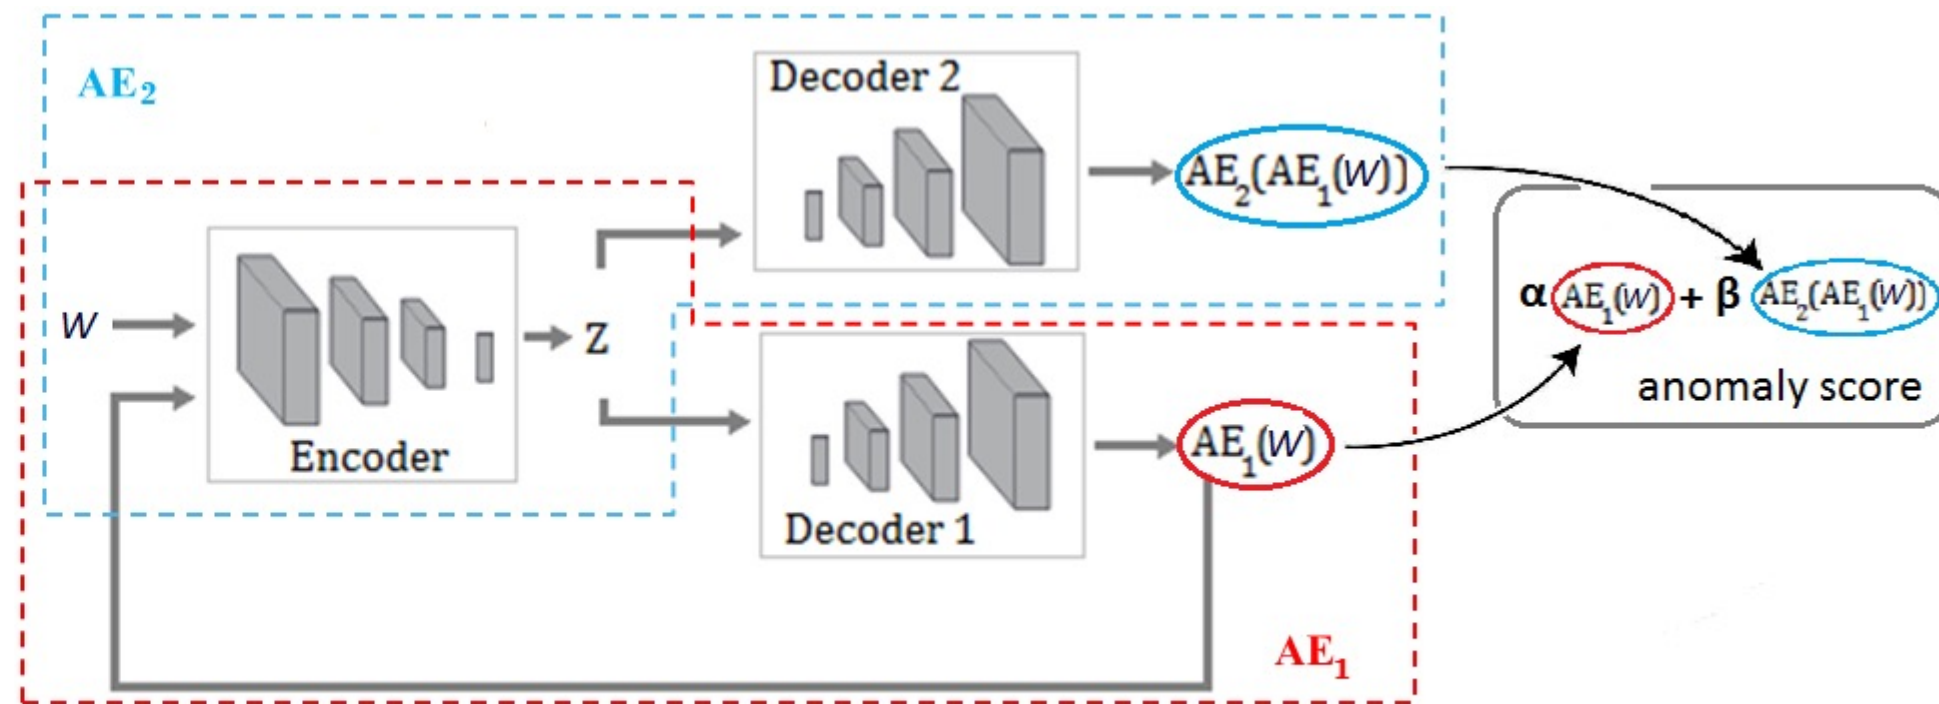 AE₂
Decoder 2
AE₂(AE₁(W))
W
Encoder
Z
Decoder 1
AE₁(W)
α AE₁(W) + β AE₂(AE₁(W))
anomaly score
AE₁